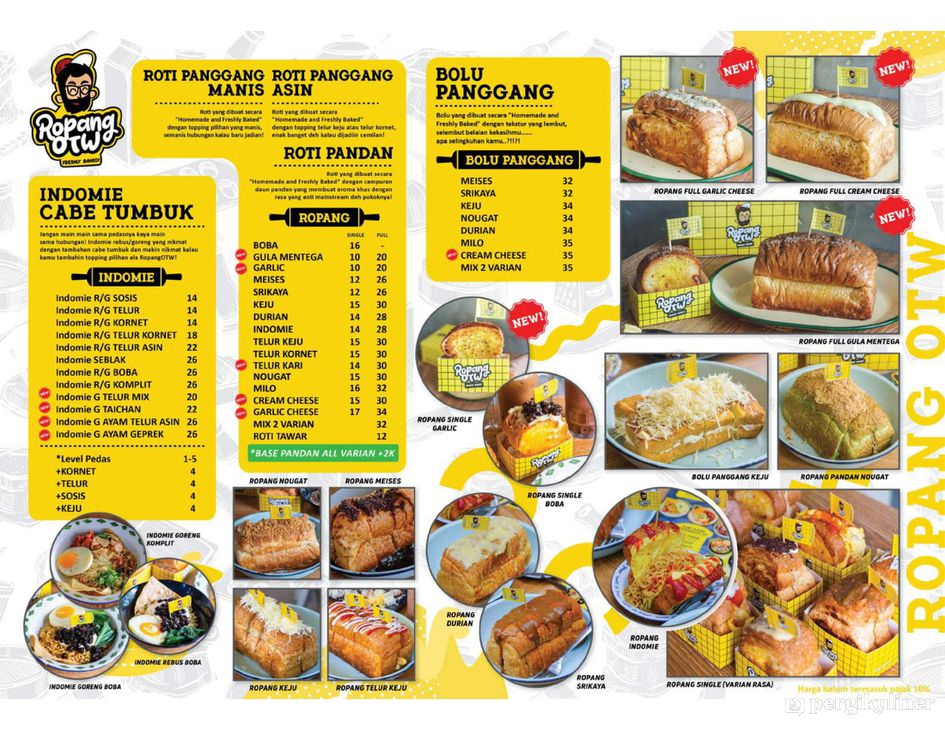 Ropang
OTW
FRESHLY BAKED!
INDOMIE
CABE TUMBUK
Jangan main main sama pedasnya kaya main
sama hubungan! Indomie rebus/goreng yang nikmat
dengan tambahan cabe tumbuk dan makin nikmat kalau
kamu tambahin topping pilihan ala RopangOTW!
INDOMIE
Indomie R/G SOSIS 14
Indomie R/G TELUR 14
Indomie R/G KORNET 14
Indomie R/G TELUR KORNET 18
Indomie R/G TELUR ASIN 22
Indomie SEBLAK 26
Indomie R/G BOBA 26
Indomie R/G KOMPLIT 26
Indomie G TELUR MIX 20
Indomie G TAICHAN 22
Indomie G AYAM TELUR ASIN 26
Indomie G AYAM GEPREK 26
*Level Pedas 1-5
+KORNET 4
+TELUR 4
+SOSIS 4
+KEJU 4
INDOMIE GORENG
KOMPLIT
INDOMIE REBUS BOBA
INDOMIE GORENG BOBA
ROTI PANGGANG
MANIS
Roti yang dibuat secara
"Homemade and Freshly Baked"
dengan topping pilihan yang manis,
semanis hubungan kalau baru jadian!
ROTI PANGGANG
ASIN
Roti yang dibuat secara
"Homemade and Freshly Baked"
dengan topping telur keju atau telur kornet,
enak banget deh kalau dijadiin cemilan!
ROTI PANDAN
Roti yang dibuat secara
"Homemade and Freshly Baked" dengan campuran
daun pandan yang membuat aroma khas dengan
rasa yang anti mainstream deh pokoknya!
ROPANG
SINGLE FULL
BOBA 16 -
GULA MENTEGA 10 20
GARLIC 10 20
MEISES 12 26
SRIKAYA 12 26
KEJU 15 30
DURIAN 14 28
INDOMIE 14 28
TELUR KEJU 15 30
TELUR KORNET 15 30
TELUR KARI 14 30
NOUGAT 15 30
MILO 16 32
CREAM CHEESE 15 30
GARLIC CHEESE 17 34
MIX 2 VARIAN 32
ROTI TAWAR 12
*BASE PANDAN ALL VARIAN +2K
ROPANG NOUGAT
ROPANG MEISES
ROPANG KEJU
ROPANG TELUR KEJU
BOLU
PANGGANG
Bolu yang dibuat secara "Homemade and
Freshly Baked" dengan tekstur yang lembut,
selembut belaian kekasihmu......
apa selingkuhan kamu..?!!?!
BOLU PANGGANG
MEISES 32
SRIKAYA 32
KEJU 34
NOUGAT 34
DURIAN 34
MILO 35
CREAM CHEESE 35
MIX 2 VARIAN 35
NEW!
ROPANG FULL GARLIC CHEESE
NEW!
ROPANG FULL CREAM CHEESE
NEW!
Ropang
OTW
Ropang
OTW
ROPANG FULL GULA MENTEGA
NEW!
Ropang
OTW
ROPANG SINGLE
GARLIC
ROPANG SINGLE
BOBA
BOLU PANGGANG KEJU
ROPANG PANDAN NOUGAT
ROPANG
DURIAN
ROPANG
SRIKAYA
ROPANG
INDOMIE
ROPANG SINGLE (VARIAN RASA)
ROPANG OTW
Harga belum termasuk pajak 10%
pergikuliner